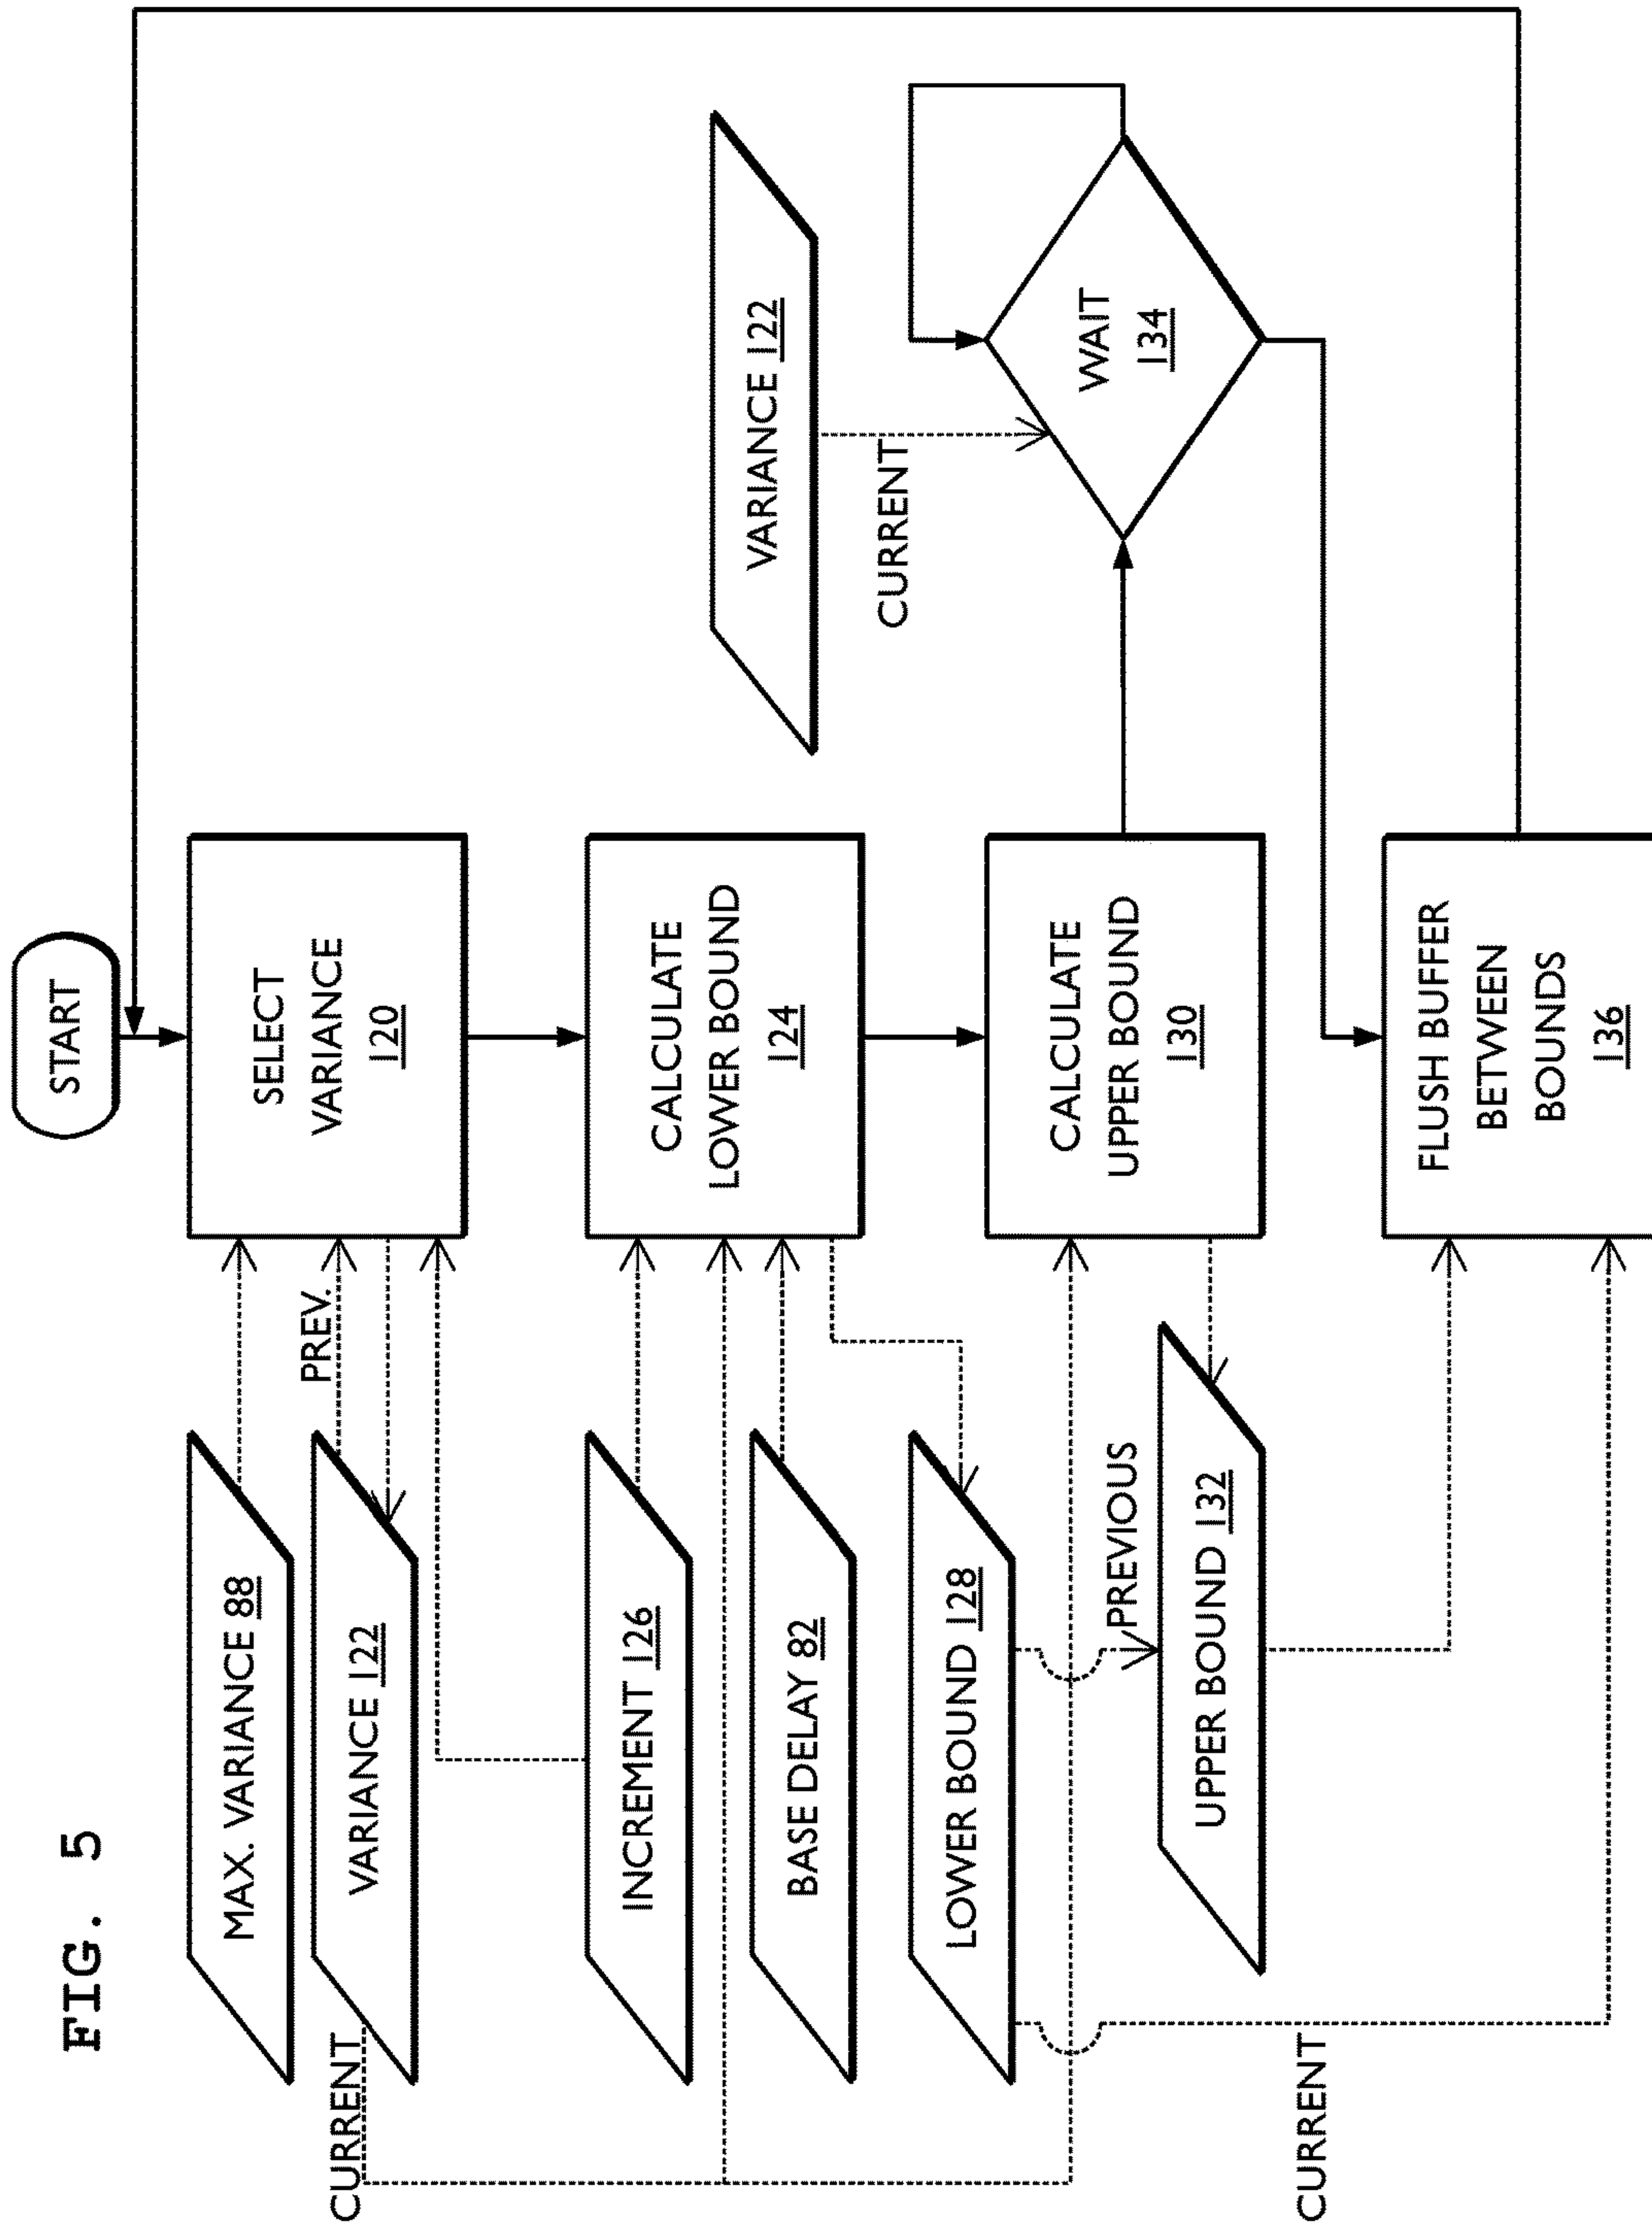 FIG. 5
START
MAX. VARIANCE 88
VARIANCE 122
PREV.
CURRENT
SELECT
VARIANCE
120
INCREMENT 126
BASE DELAY 82
CALCULATE
LOWER BOUND
124
LOWER BOUND 128
PREVIOUS
UPPER BOUND 132
CALCULATE
UPPER BOUND
130
VARIANCE 122
CURRENT
WAIT
134
CURRENT
FLUSH BUFFER
BETWEEN
BOUNDS
136